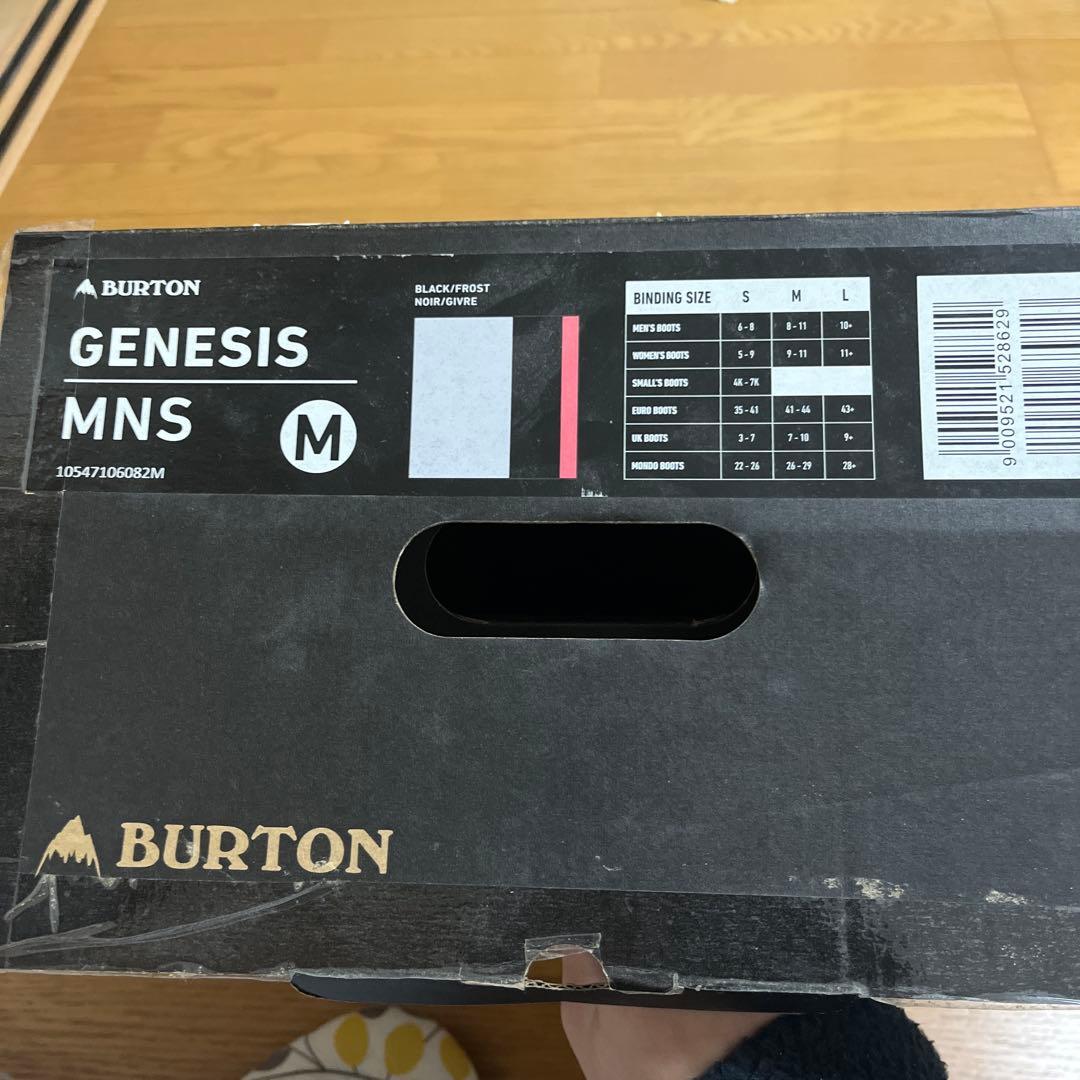 BURTON
GENESIS
MNS
M
10547106082M
BLACK/FROST
NOIR/GIVRE
BINDING SIZE S M L
MEN'S BOOTS 6 - 8 8 - 11 10+
WOMEN'S BOOTS 5 - 9 9 - 11 11+
SMALL'S BOOTS 4K - 7K
EURO BOOTS 35 - 41 41 - 44 43+
UK BOOTS 3 - 7 7 - 10 9+
MONDO BOOTS 22 - 26 26 - 29 28+
9 009521 528629
BURTON